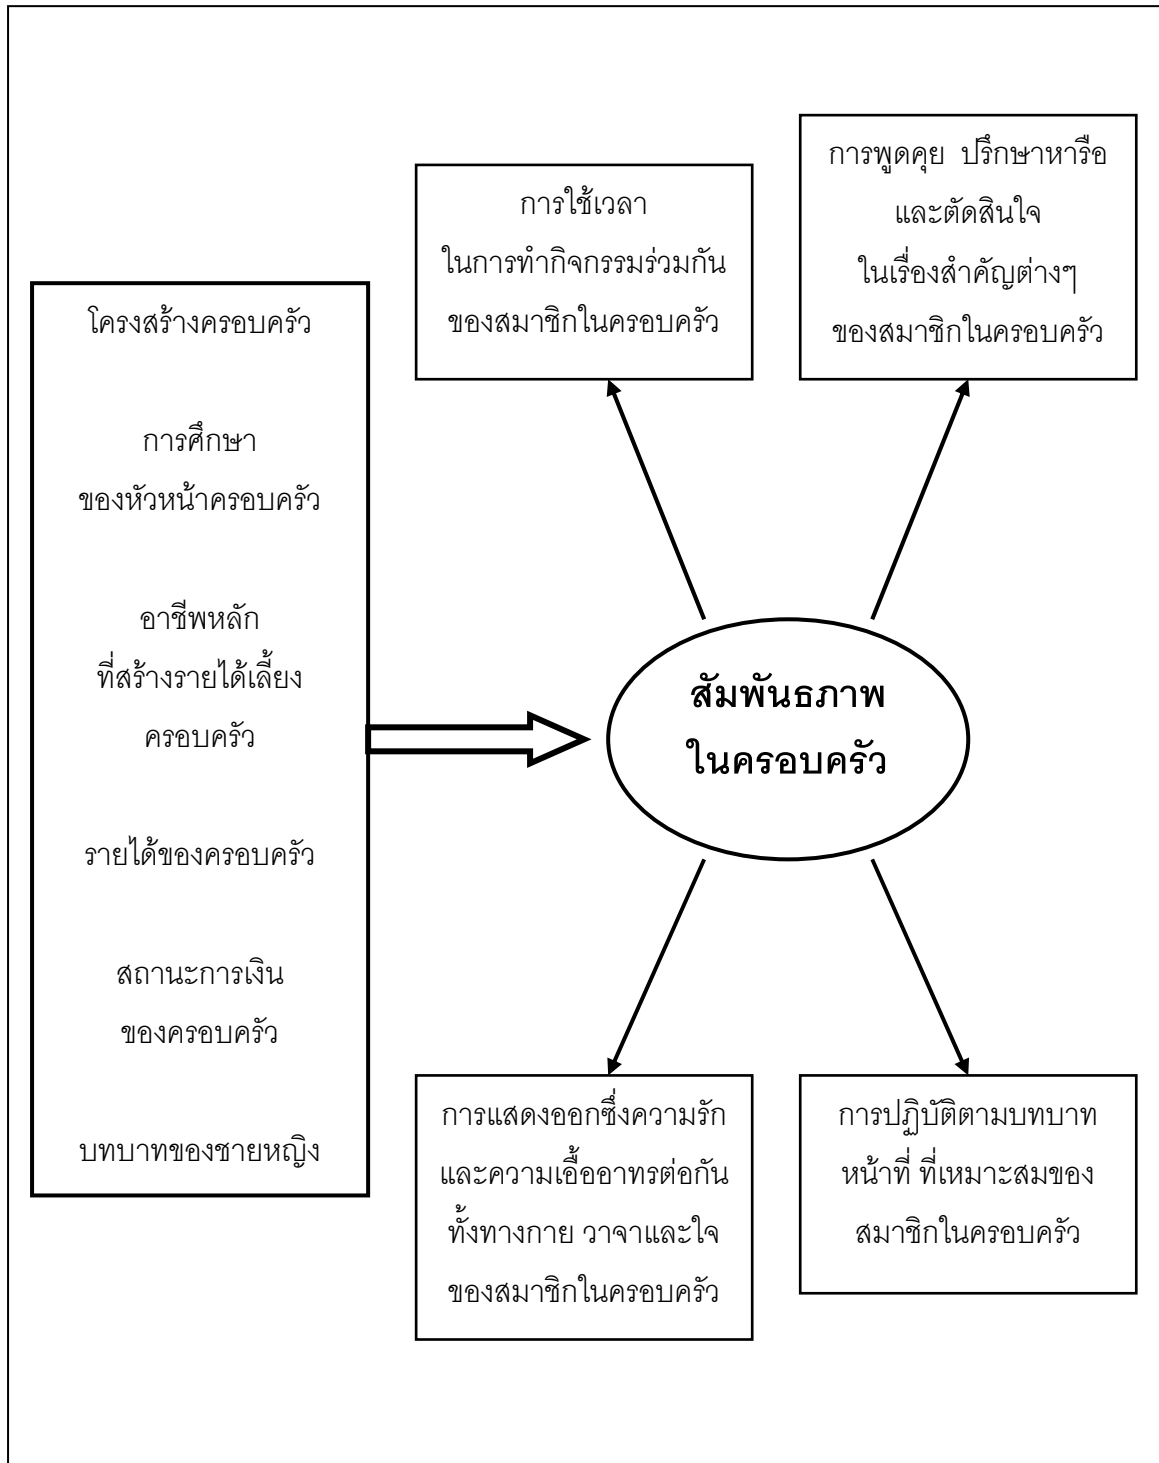 โครงสร้างครอบครัว
การศึกษา
ของหัวหน้าครอบครัว
อาชีพหลัก
ที่สร้างรายได้เลี้ยง
ครอบครัว
รายได้ของครอบครัว
สถานะการเงิน
ของครอบครัว
บทบาทของชายหญิง
การใช้เวลา
ในการทำกิจกรรมร่วมกัน
ของสมาชิกในครอบครัว
การพูดคุย ปรึกษาหารือ
และตัดสินใจ
ในเรื่องสำคัญต่างๆ
ของสมาชิกในครอบครัว
สัมพันธภาพ
ในครอบครัว
การแสดงออกซึ่งความรัก
และความเอื้ออาทรต่อกัน
ทั้งทางกาย วาจาและใจ
ของสมาชิกในครอบครัว
การปฏิบัติตามบทบาท
หน้าที่ ที่เหมาะสมของ
สมาชิกในครอบครัว